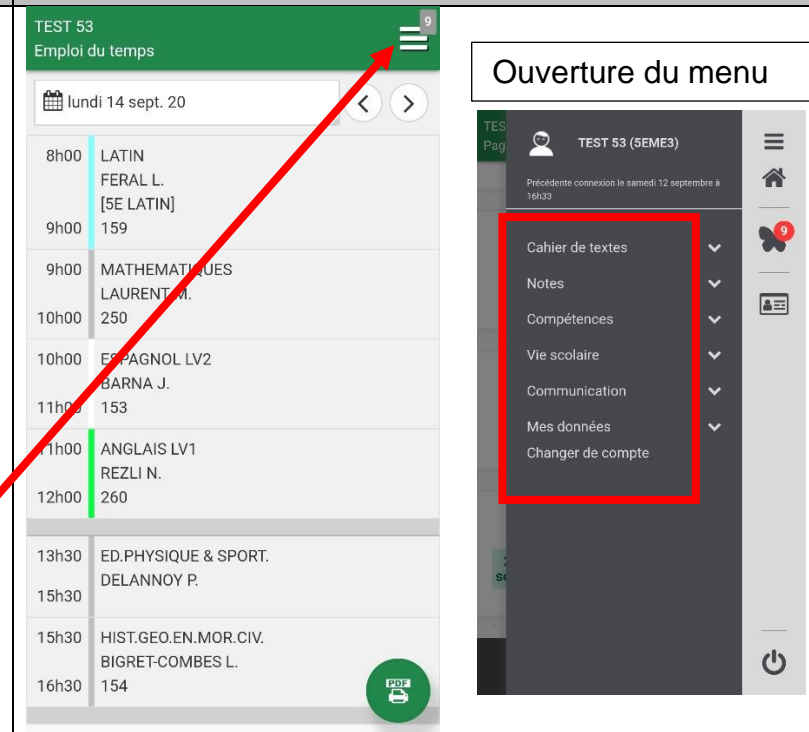 TEST 53
Emploi du temps
9
lundi 14 sept. 20
8h00 LATIN
FERAL L.
[5E LATIN]
9h00 159
9h00 MATHEMATIQUES
LAURENT M.
10h00 250
10h00 ESPAGNOL LV2
BARNA J.
11h00 153
11h00 ANGLAIS LV1
REZLI N.
12h00 260
13h30 ED.PHYSIQUE & SPORT.
DELANNOY P.
15h30
15h30 HIST.GEO.EN.MOR.CIV.
BIGRET-COMBES L.
16h30 154
PDF
Ouverture du menu
TES
Pag
TEST 53 (5EME3)
Précédente connexion le samedi 12 septembre à
16h33
9
Cahier de textes
Notes
Compétences
Vie scolaire
Communication
Mes données
Changer de compte